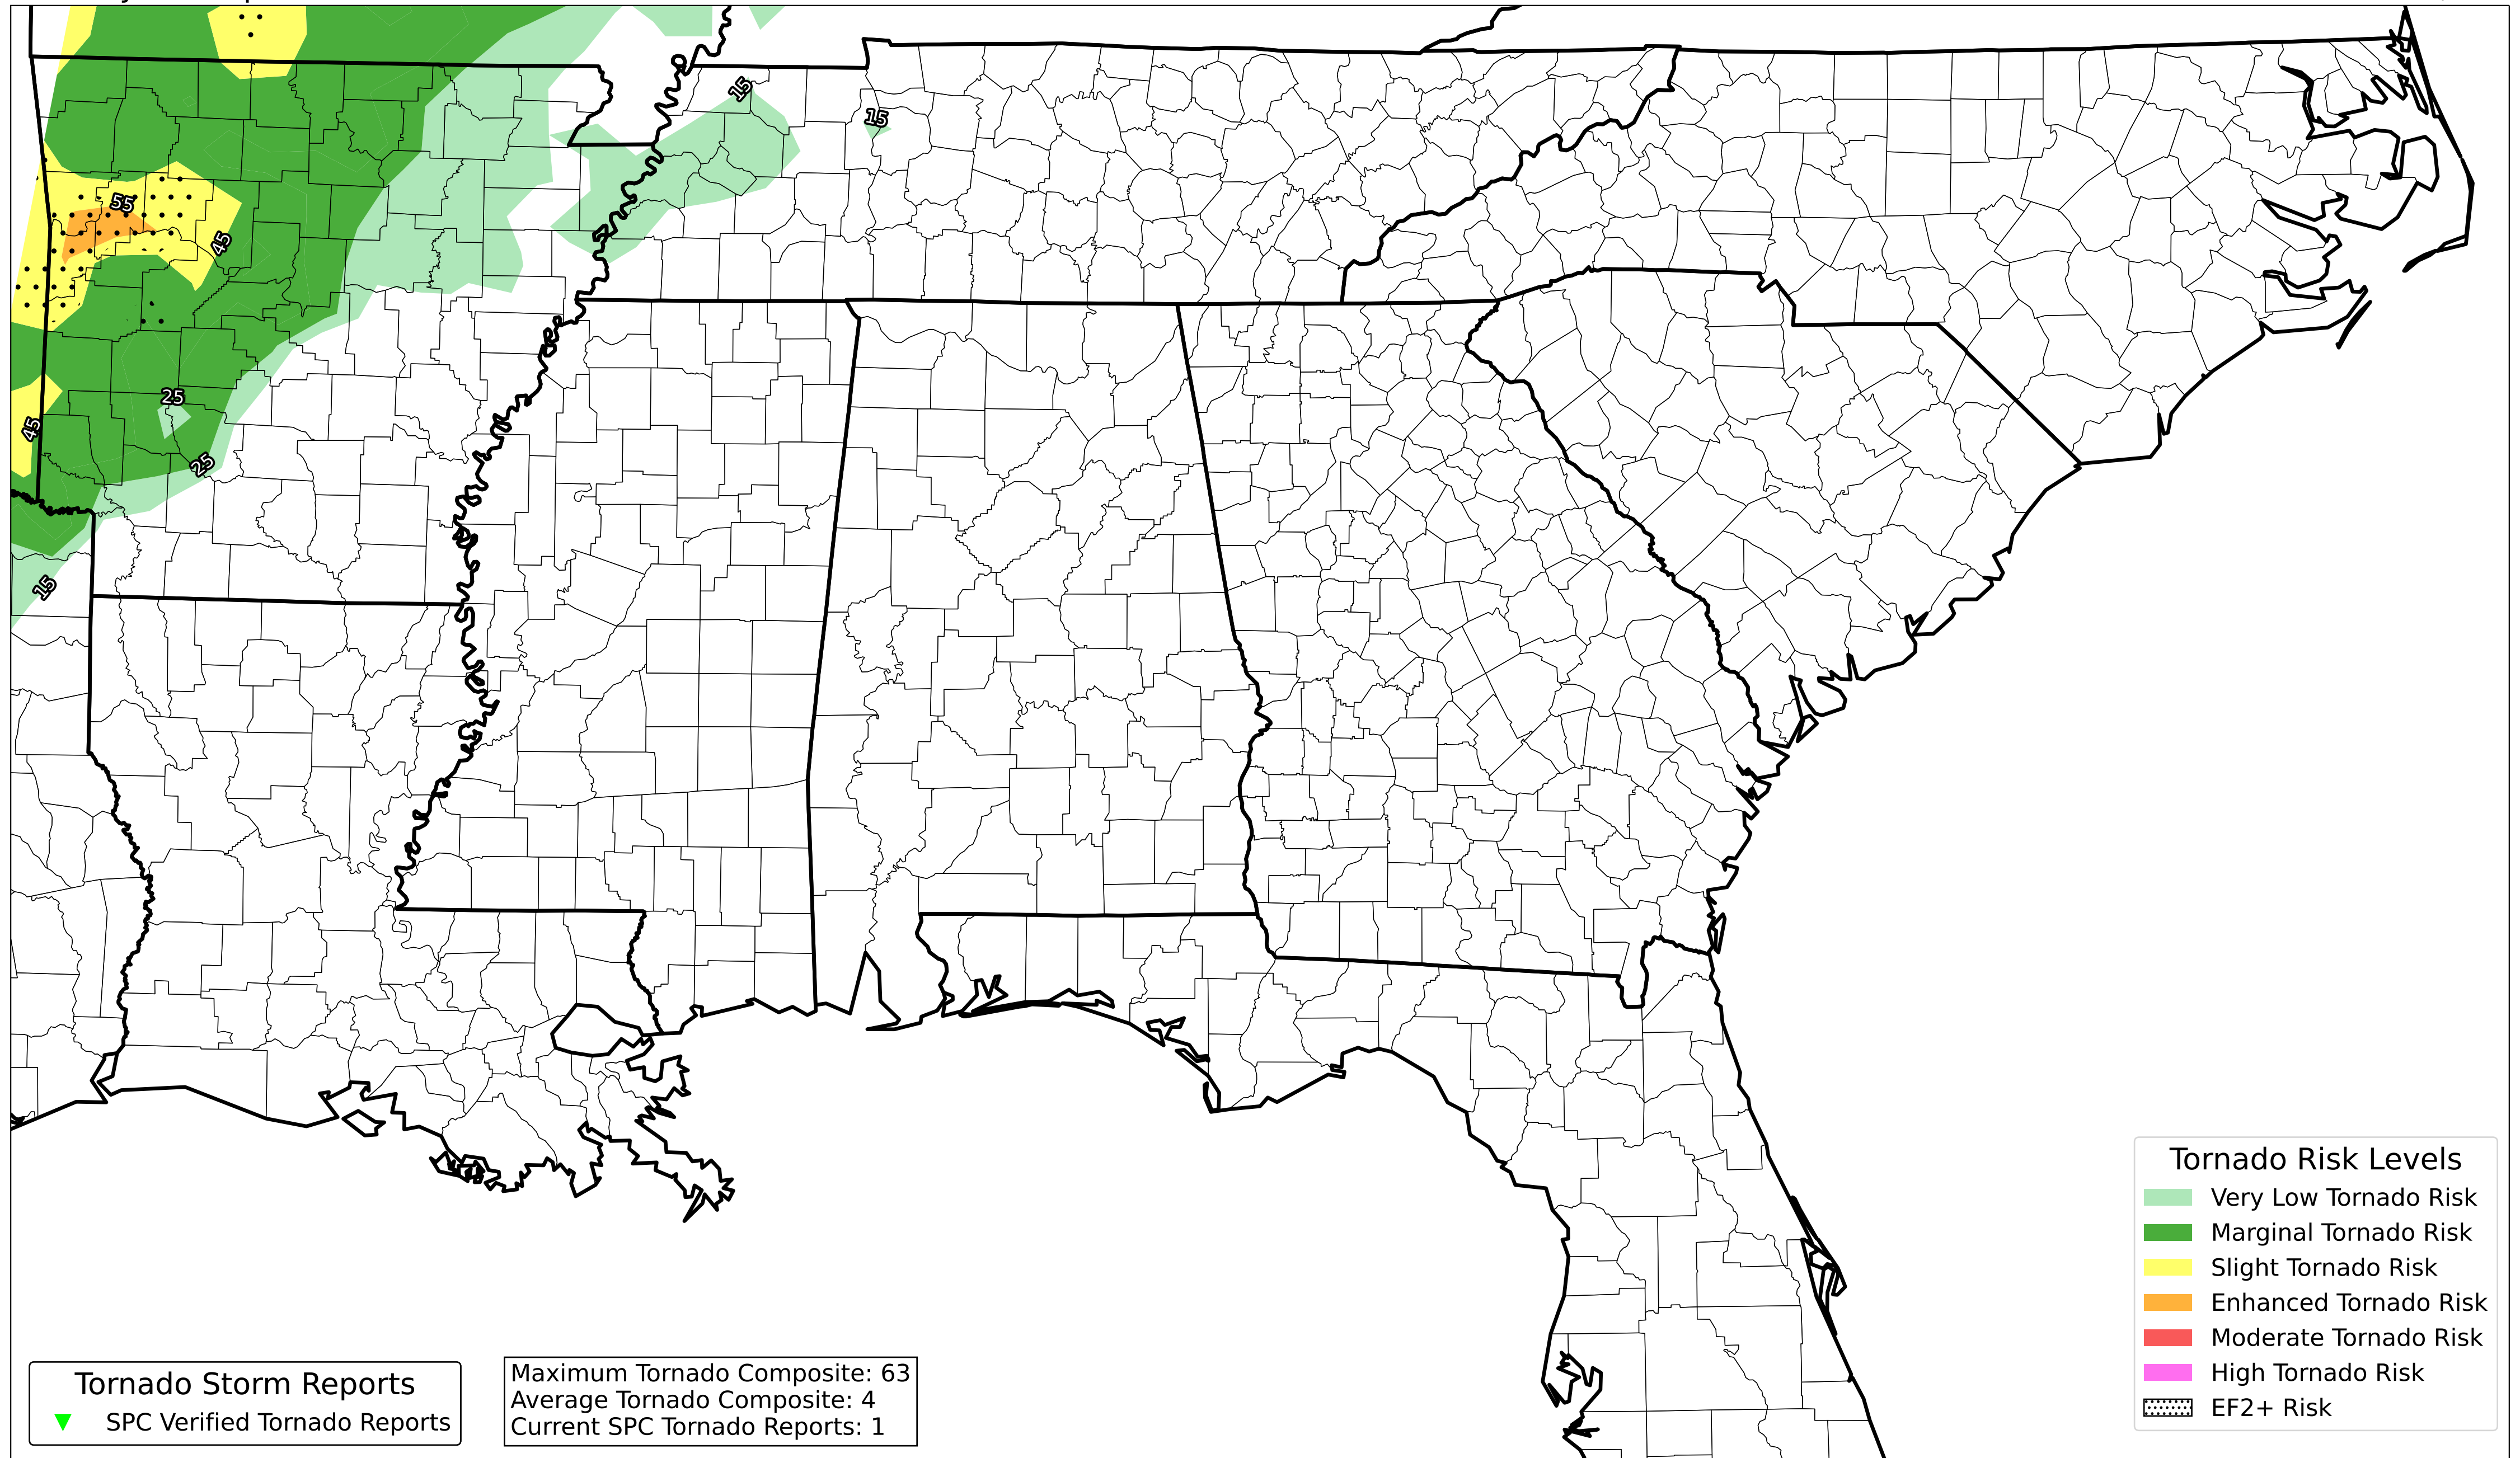 15
15
55
45
25
45
25
15
Tornado Risk Levels
Very Low Tornado Risk
Marginal Tornado Risk
Slight Tornado Risk
Enhanced Tornado Risk
Moderate Tornado Risk
High Tornado Risk
EF2+ Risk
Tornado Storm Reports
SPC Verified Tornado Reports
Maximum Tornado Composite: 63
Average Tornado Composite: 4
Current SPC Tornado Reports: 1